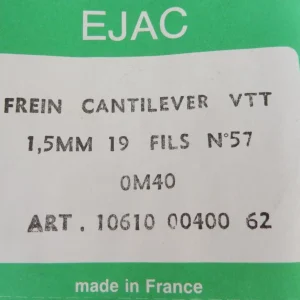 EJAC
FREIN CANTILEVER VTT
1,5MM 19 FILS N°57
0M40
ART. 10610 00400 62
made in France